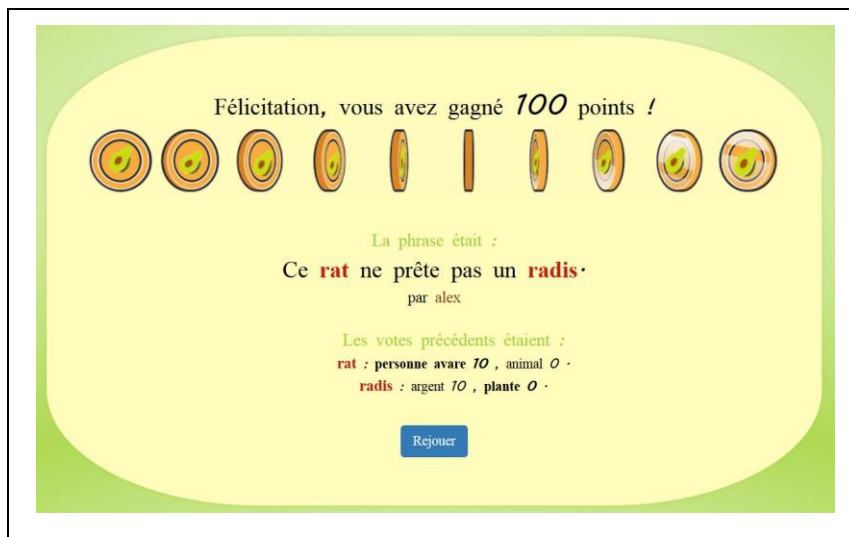 Félicitation, vous avez gagné 100 points !
La phrase était :
Ce rat ne prête pas un radis.
par alex
Les votes précédents étaient :
rat : personne avare 10 , animal 0 .
radis : argent 10 , plante 0 .
Rejouer